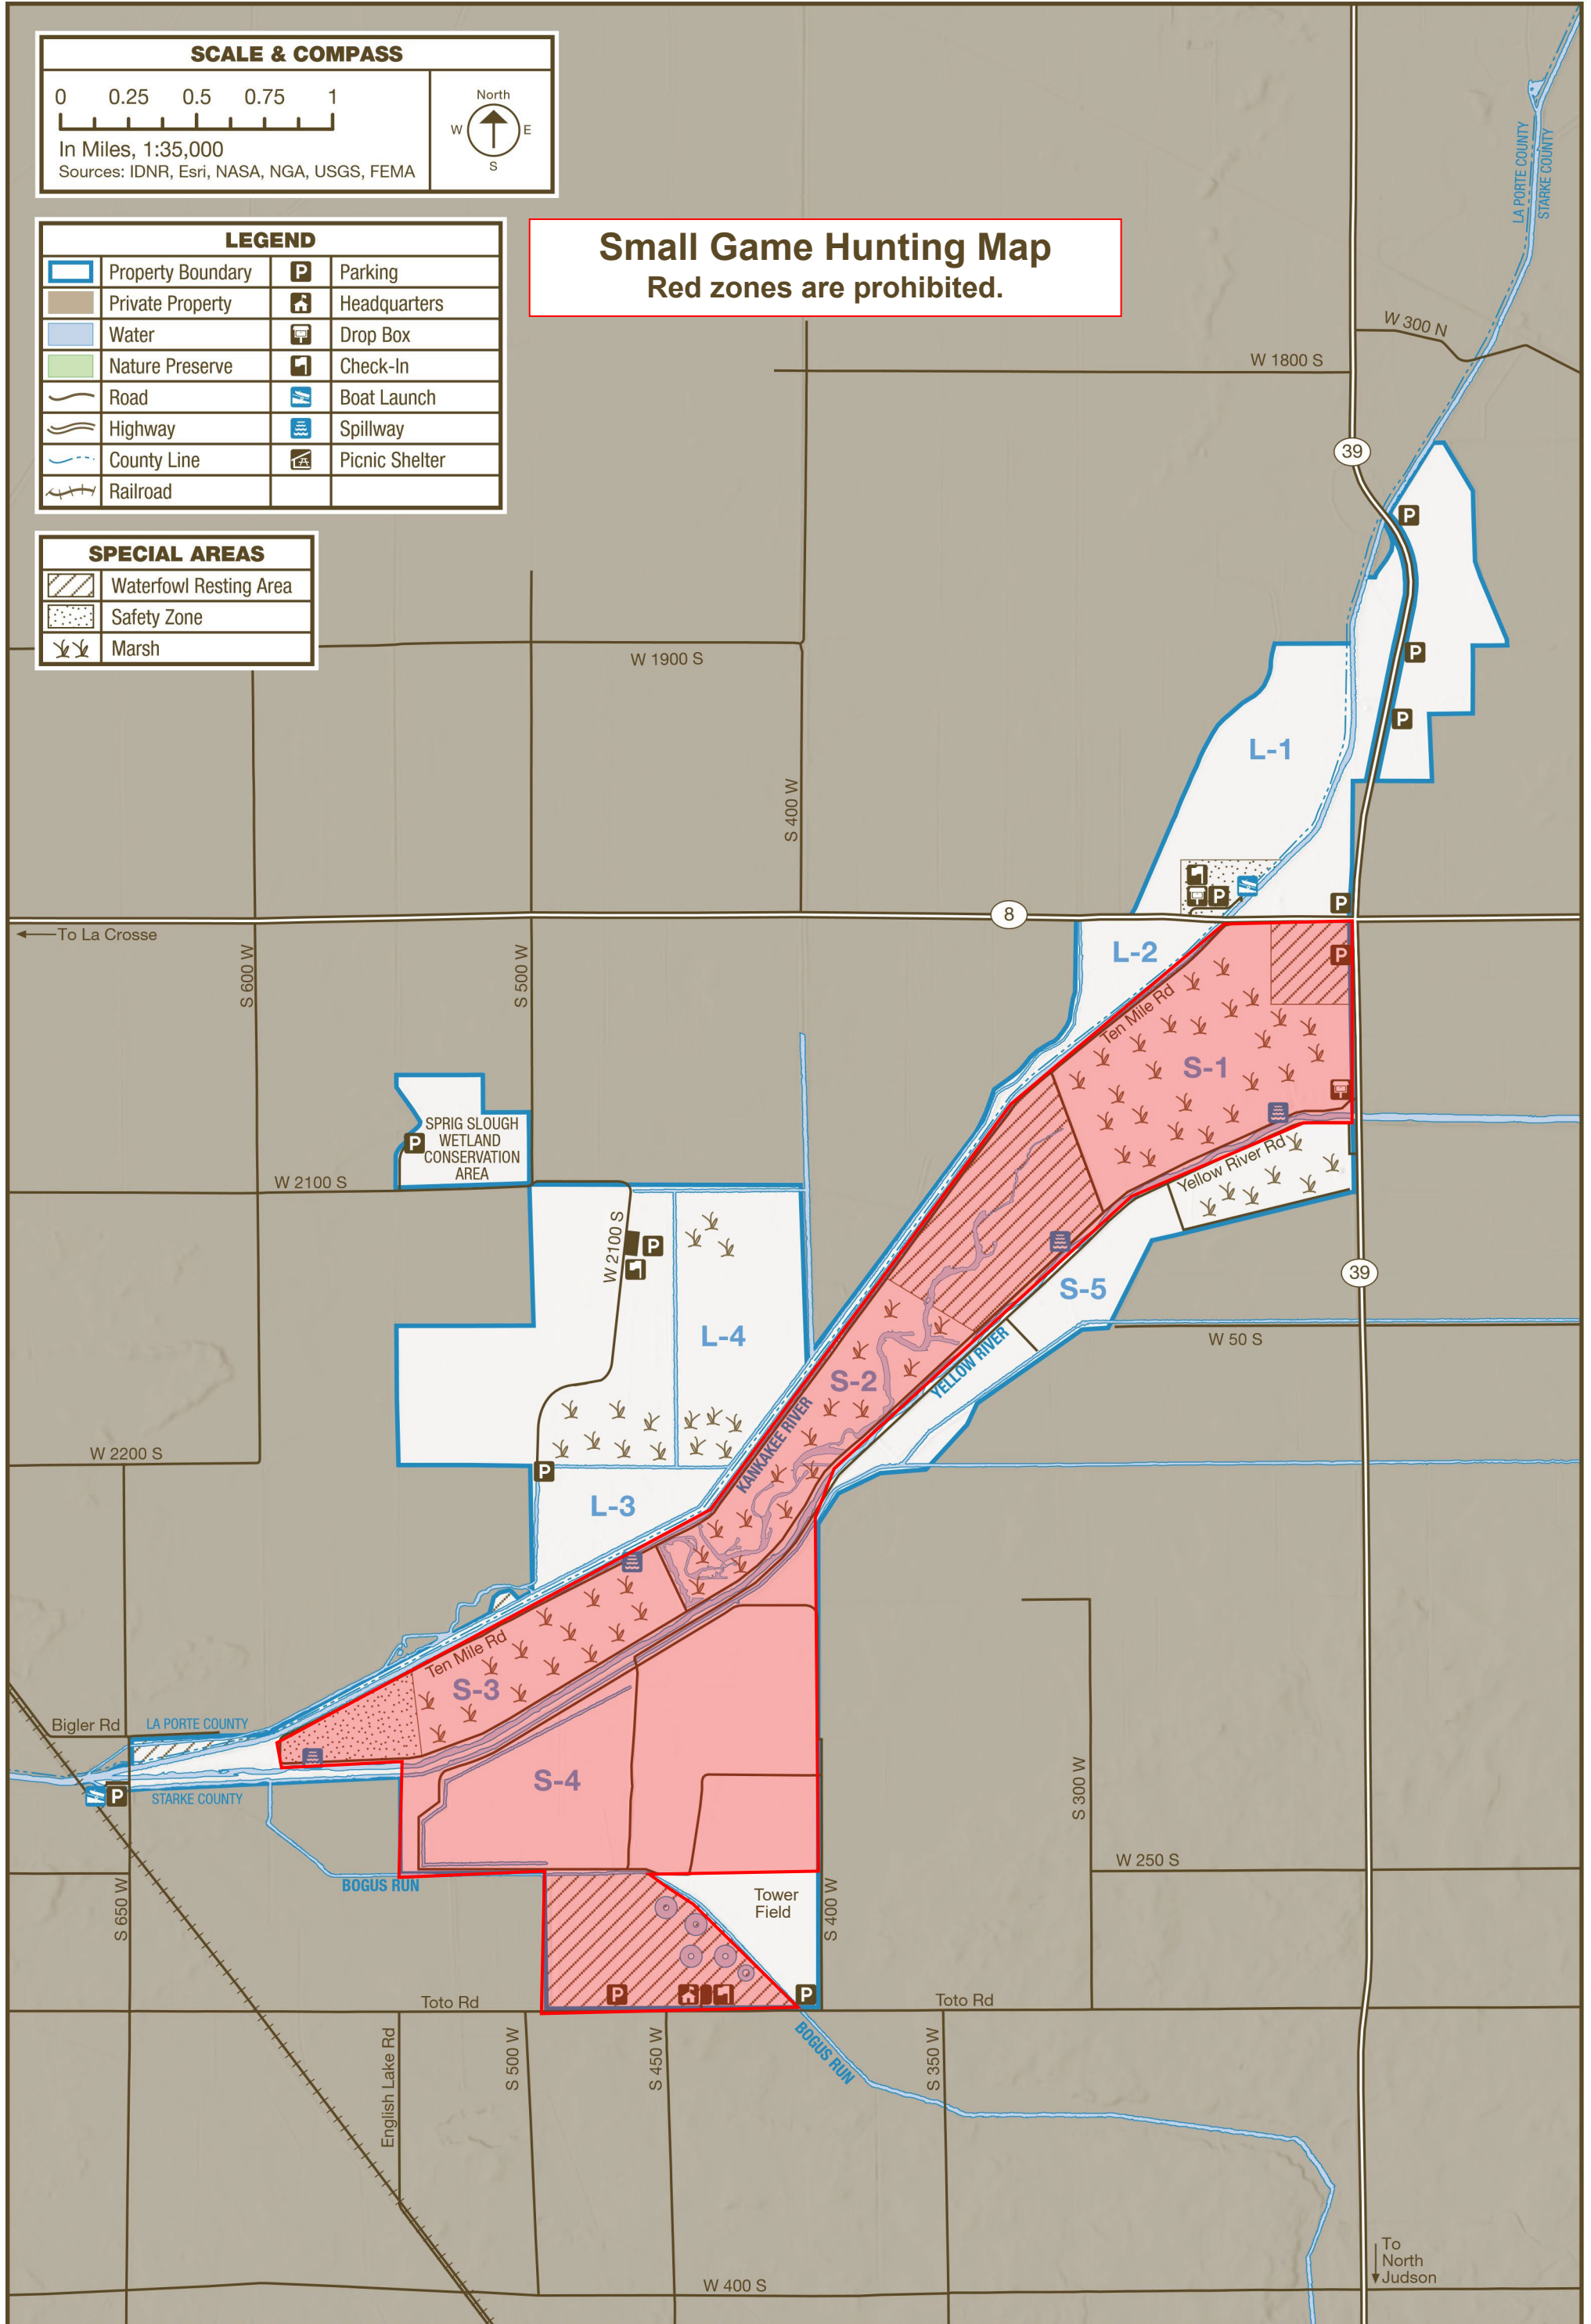 SCALE & COMPASS
0 0.25 0.5 0.75 1
In Miles, 1:35,000
Sources: IDNR, Esri, NASA, NGA, USGS, FEMA
North
W E
S
LEGEND
Property Boundary
P
Parking
Private Property
Headquarters
Water
Drop Box
Nature Preserve
Check-In
Road
Boat Launch
Highway
Spillway
County Line
Picnic Shelter
Railroad
SPECIAL AREAS
Waterfowl Resting Area
Safety Zone
Marsh
Small Game Hunting Map
Red zones are prohibited.
LA PORTE COUNTY
STARKE COUNTY
W 300 N
W 1800 S
39
P
W 1900 S
P
P
L-1
S 400 W
P
P
8
To La Crosse
L-2
P
S 600 W
S 500 W
Ten Mile Rd
S-1
SPRIG SLOUGH
WETLAND
CONSERVATION
AREA
P
Yellow River Rd
W 2100 S
W 2100 S
P
39
S-5
L-4
W 50 S
YELLOW RIVER
S-2
KANKAKEE RIVER
W 2200 S
P
L-3
Ten Mile Rd
S-3
Bigler Rd
LA PORTE COUNTY
S-4
P
STARKE COUNTY
S 300 W
W 250 S
BOGUS RUN
Tower
Field
S 650 W
S 400 W
P
P
Toto Rd
Toto Rd
English Lake Rd
S 500 W
S 450 W
BOGUS RUN
S 350 W
To
North
Judson
W 400 S